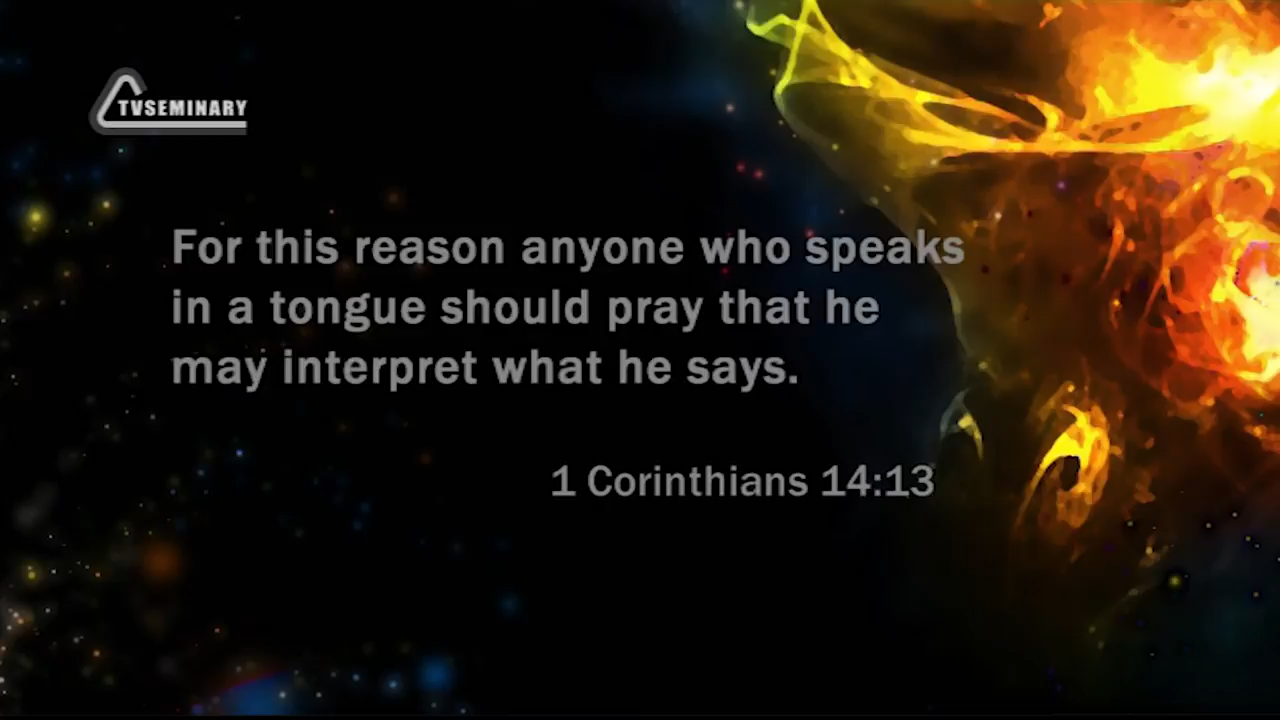 TVSEMINARY
For this reason anyone who speaks
in a tongue should pray that he
may interpret what he says.
1 Corinthians 14:13